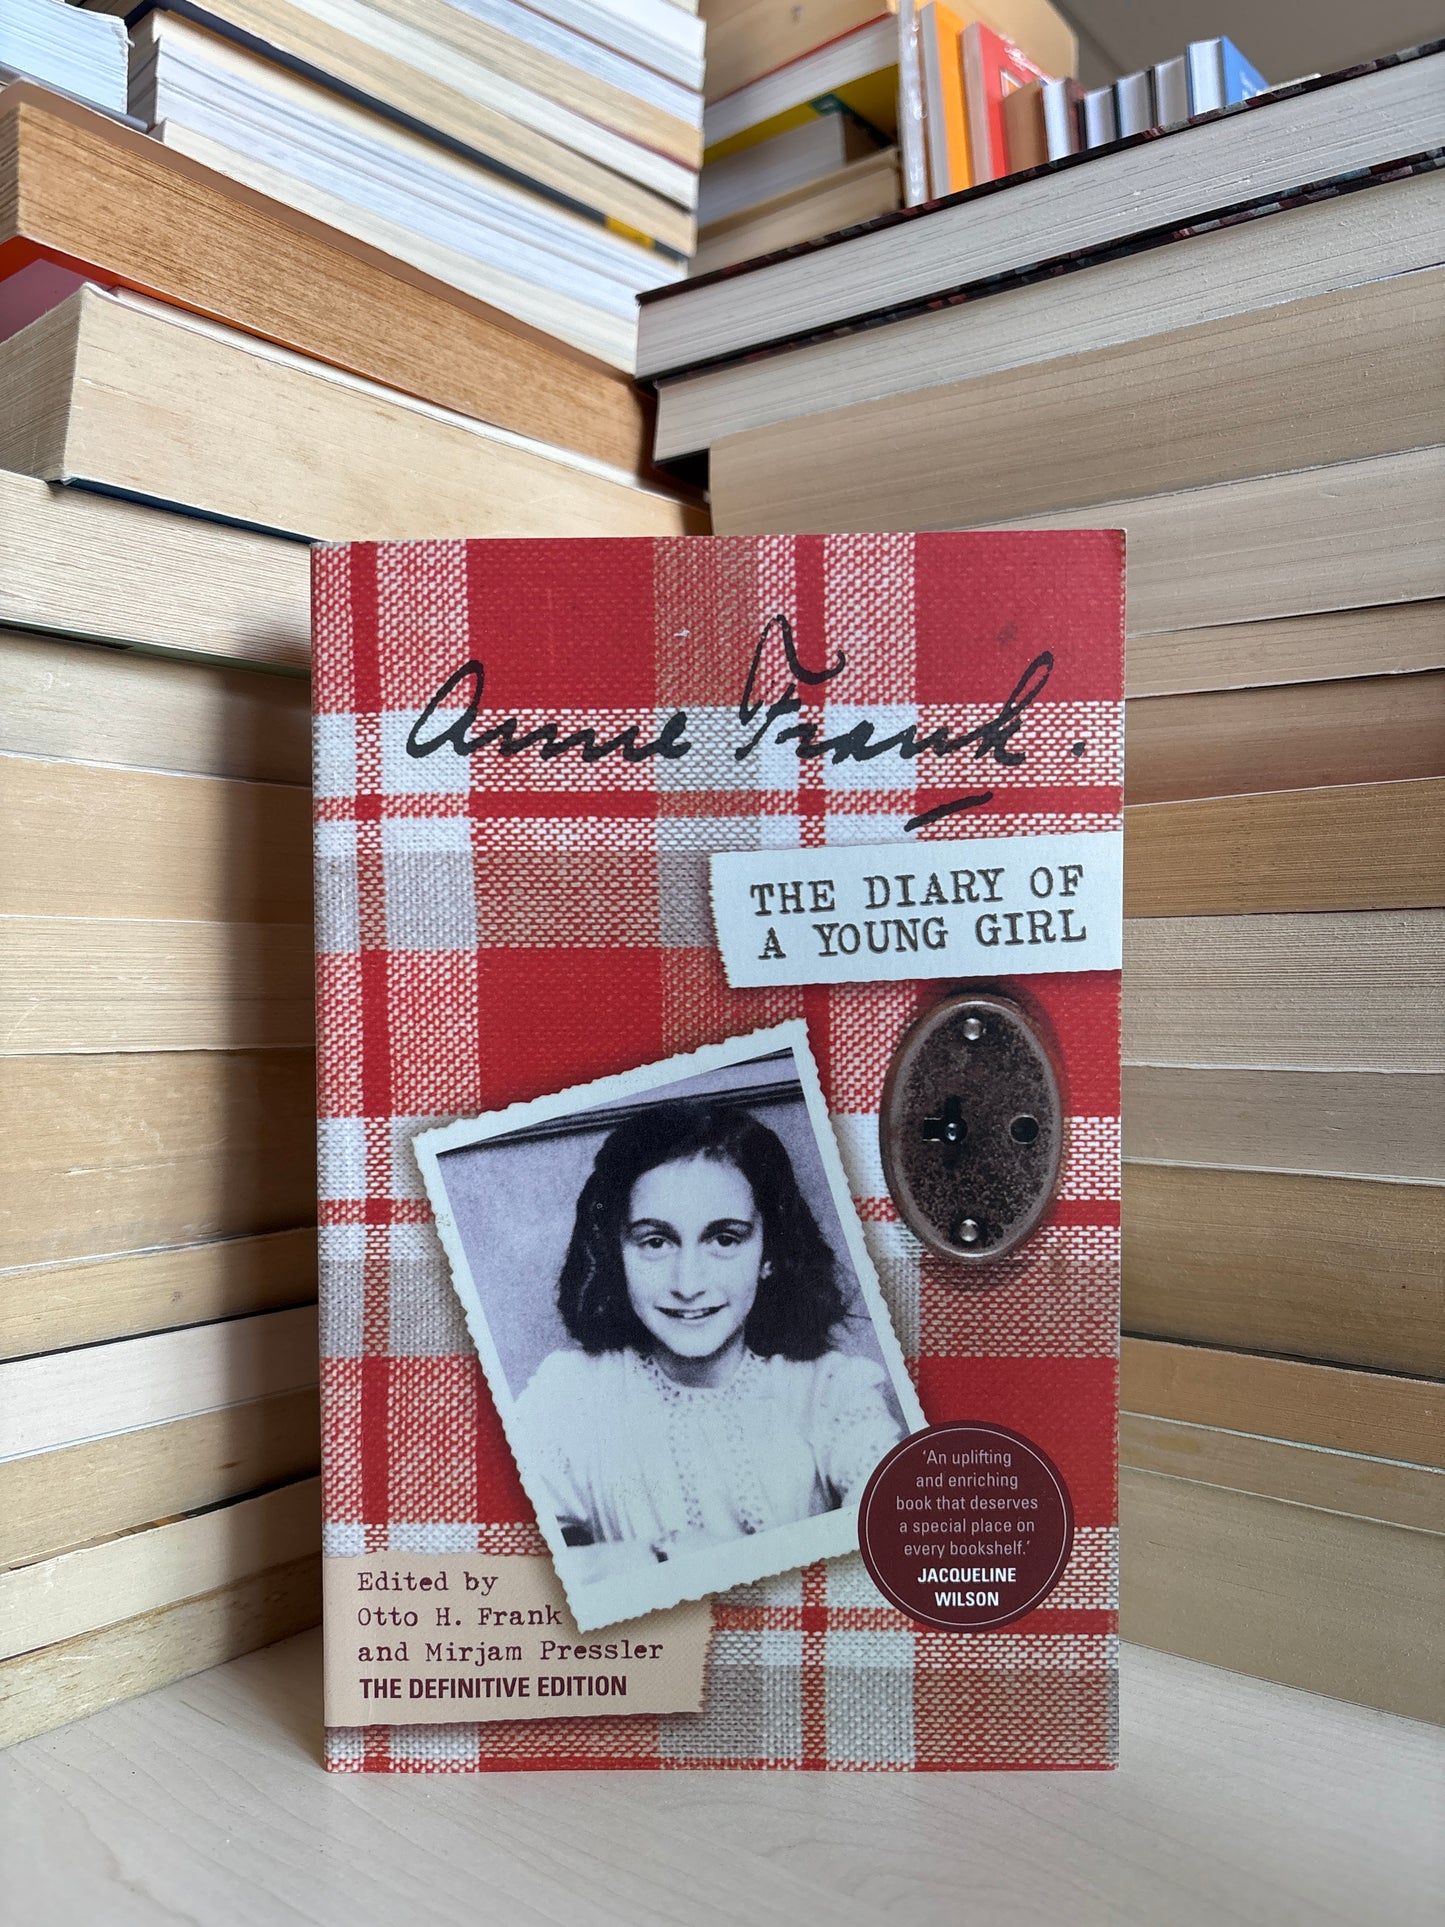 Anne Frank.
THE DIARY OF
A YOUNG GIRL
'An uplifting
and enriching
book that deserves
a special place on
every bookshelf.'
JACQUELINE
WILSON
Edited by
Otto H. Frank
and Mirjam Pressler
THE DEFINITIVE EDITION